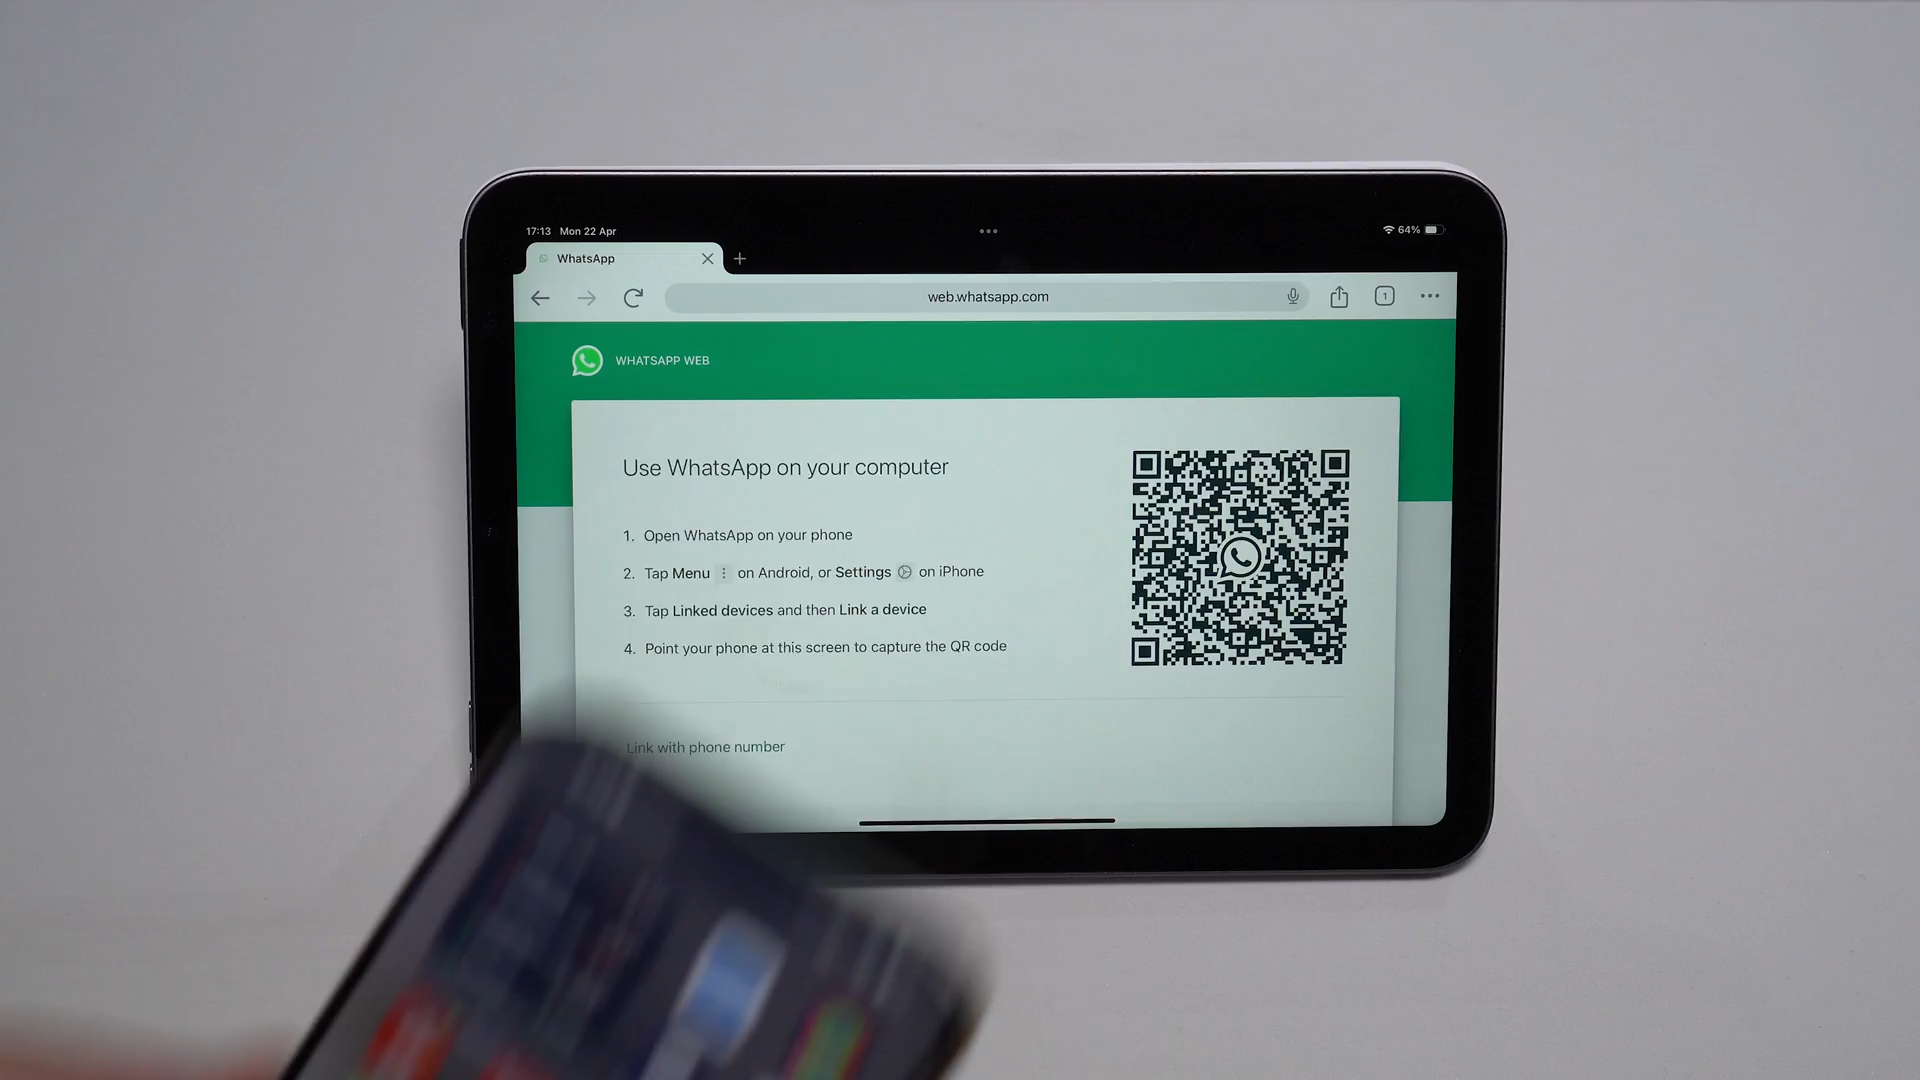 17:13 Mon 22 Apr
64%
WhatsApp
web.whatsapp.com
1
WHATSAPP WEB
Use WhatsApp on your computer
1. Open WhatsApp on your phone
2. Tap Menu on Android, or Settings on iPhone
3. Tap Linked devices and then Link a device
4. Point your phone at this screen to capture the QR code
Link with phone number